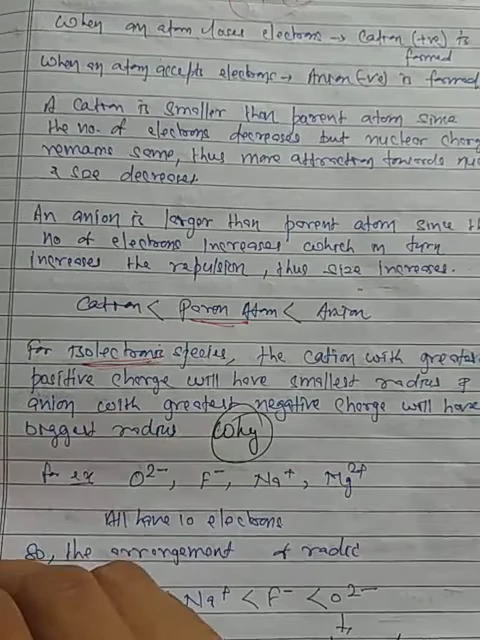 When an atom loses electrons → Cation (+ve) is
formed
When an atom accepts electrons → Anion (-ve) is formed
A Cation is smaller than parent atom since
the no. of electrons decreases but nuclear charg
remains same, thus more attraction towards nu
& size decreases.
An anion is larger than parent atom since th
no of electrons increases which in turn
increases the repulsion, thus size increases.
Cation < Paren Atom < Anion
For Isolectronic species, the cation with greates
positive charge will have smallest radius &
anion with greatest negative charge will have
biggest radius Why
for ex O²⁻, F⁻, Na⁺, Mg²⁺
All have 10 electrons
So, the arrangement of radii
Na⁺ < F⁻ < O²⁻